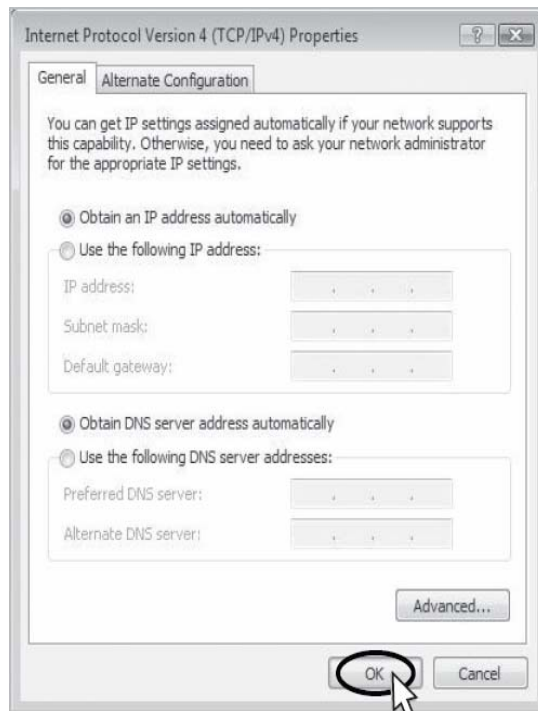 Internet Protocol Version 4 (TCP/IPv4) Properties
General
Alternate Configuration
You can get IP settings assigned automatically if your network supports
this capability. Otherwise, you need to ask your network administrator
for the appropriate IP settings.
Obtain an IP address automatically
Use the following IP address:
IP address:
Subnet mask:
Default gateway:
Obtain DNS server address automatically
Use the following DNS server addresses:
Preferred DNS server:
Alternate DNS server:
Advanced...
OK
Cancel